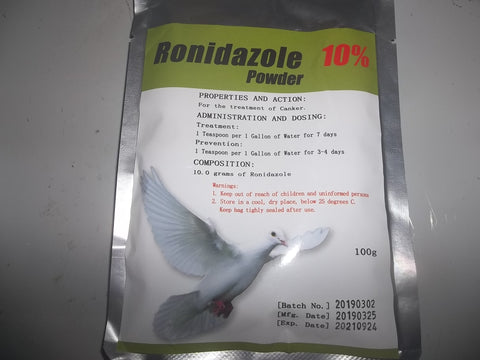 Ronidazole 10%
Powder
PROPERTIES AND ACTION:
For the treatment of Canker.
ADMINISTRATION AND DOSING:
Treatment:
1 Teaspoon per 1 Gallon of Water for 7 days
Prevention:
1 Teaspoon per 1 Gallon of Water for 3-4 days
COMPOSITION:
10.0 grams of Ronidazole
Warnings:
1. Keep out of reach of children and uninformed persons
2. Store in a cool, dry place, below 25 degrees C.
Keep bag tightly sealed after use.
100g
[Batch No.] 20190302
[Mfg. Date] 20190325
[Exp. Date] 20210924